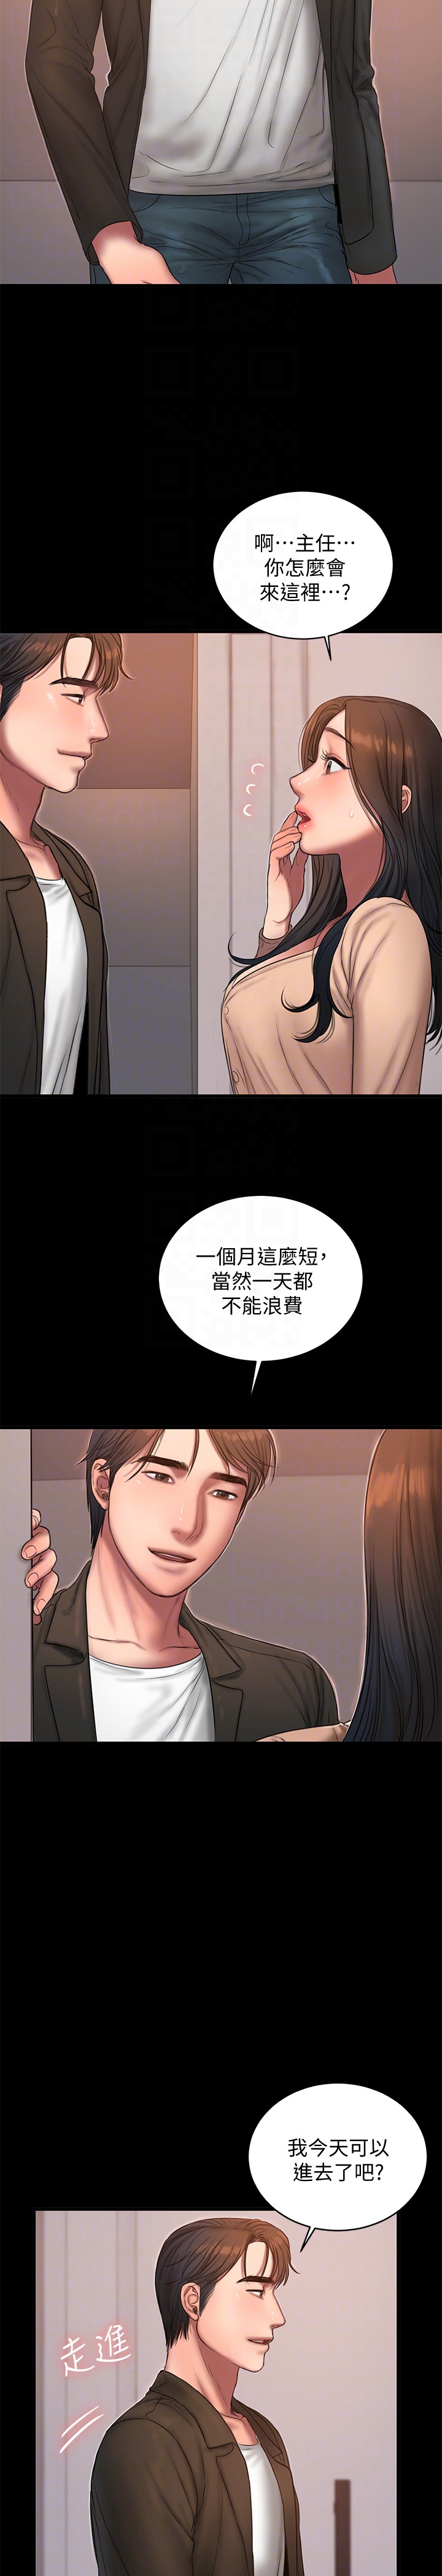 啊⋯主任⋯
你怎麼會
來這裡⋯?
一個月這麼短，
當然一天都
不能浪費
我今天可以
進去了吧?
走進